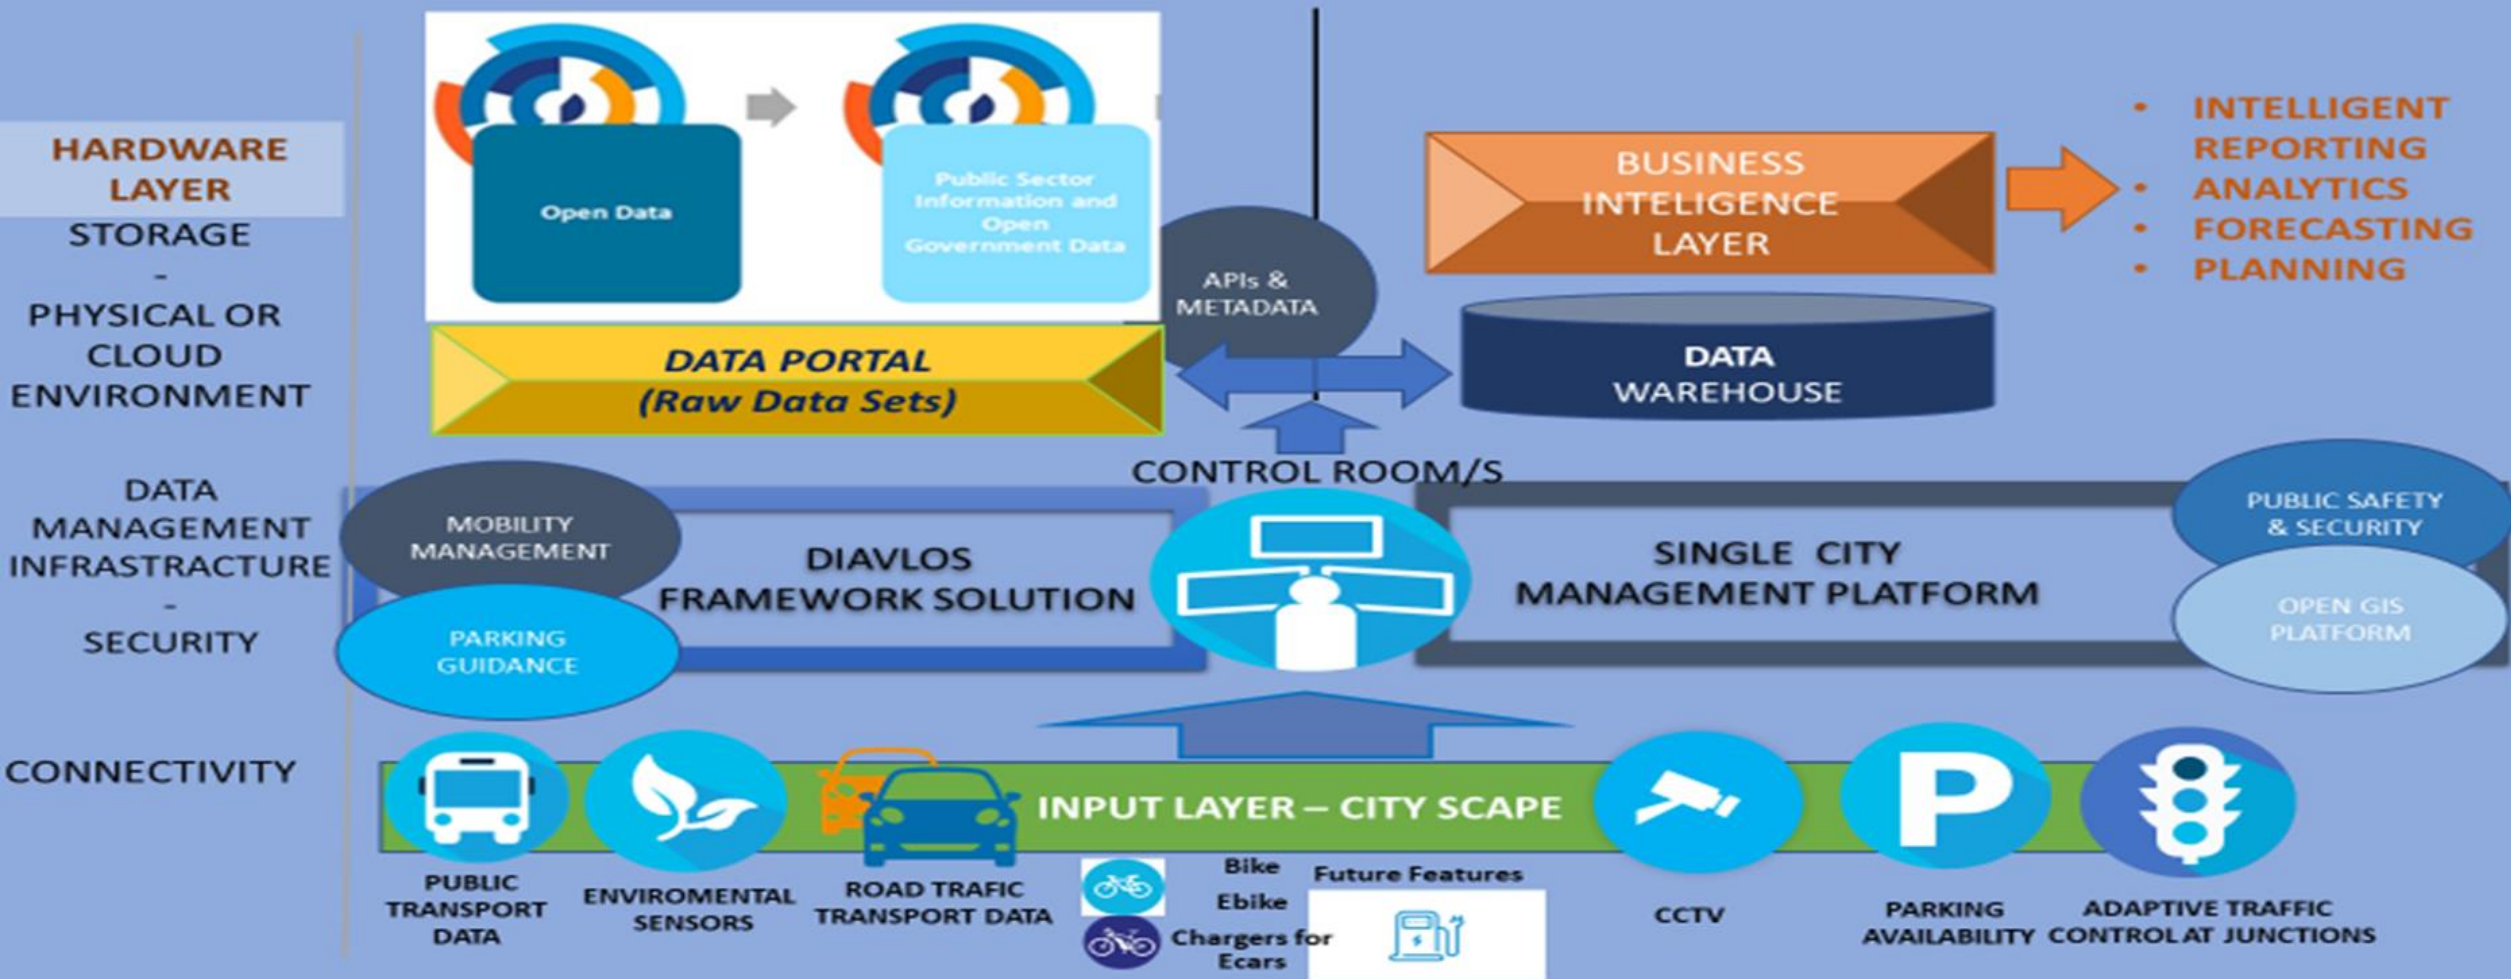 HARDWARE
LAYER
STORAGE
-
PHYSICAL OR
CLOUD
ENVIRONMENT
DATA
MANAGEMENT
INFRASTRACTURE
-
SECURITY
CONNECTIVITY
Open Data
Public Sector
Information and
Open
Government Data
DATA PORTAL
(Raw Data Sets)
APIs &
METADATA
BUSINESS
INTELIGENCE
LAYER
DATA
WAREHOUSE
• INTELLIGENT
REPORTING
• ANALYTICS
• FORECASTING
• PLANNING
CONTROL ROOM/S
MOBILITY
MANAGEMENT
PARKING
GUIDANCE
DIAVLOS
FRAMEWORK SOLUTION
SINGLE CITY
MANAGEMENT PLATFORM
PUBLIC SAFETY
& SECURITY
OPEN GIS
PLATFORM
INPUT LAYER – CITY SCAPE
P
PUBLIC
TRANSPORT
DATA
ENVIROMENTAL
SENSORS
ROAD TRAFIC
TRANSPORT DATA
Bike
Ebike
Chargers for
Ecars
Future Features
CCTV
PARKING
AVAILABILITY
ADAPTIVE TRAFFIC
CONTROL AT JUNCTIONS